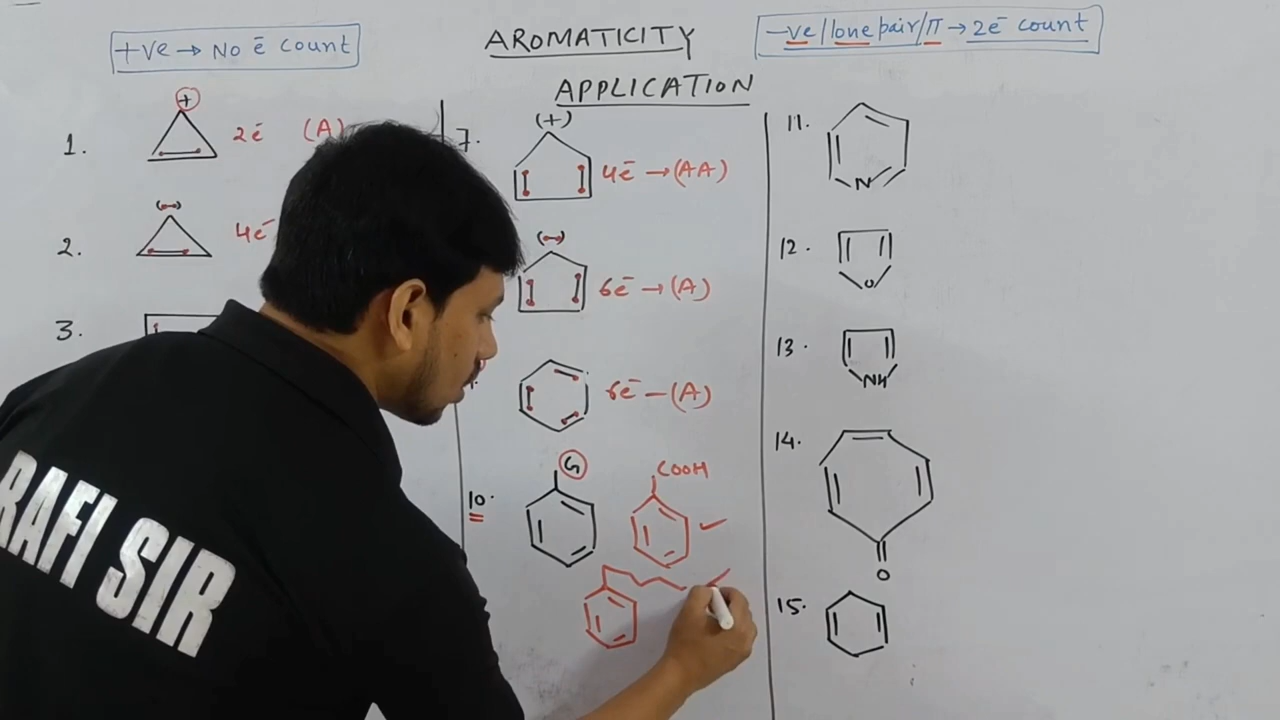 +ve → No ē count
AROMATICITY
-ve/lone pair/π → 2ē count
APPLICATION
1.
+
2ē (A)
2.
(-)
4ē
3.
7.
(+)
4ē → (AA)
(-)
6ē → (A)
6ē — (A)
10.
G
COOH
11.
N
12.
O
13.
NH
14.
O
15.
RAFI SIR